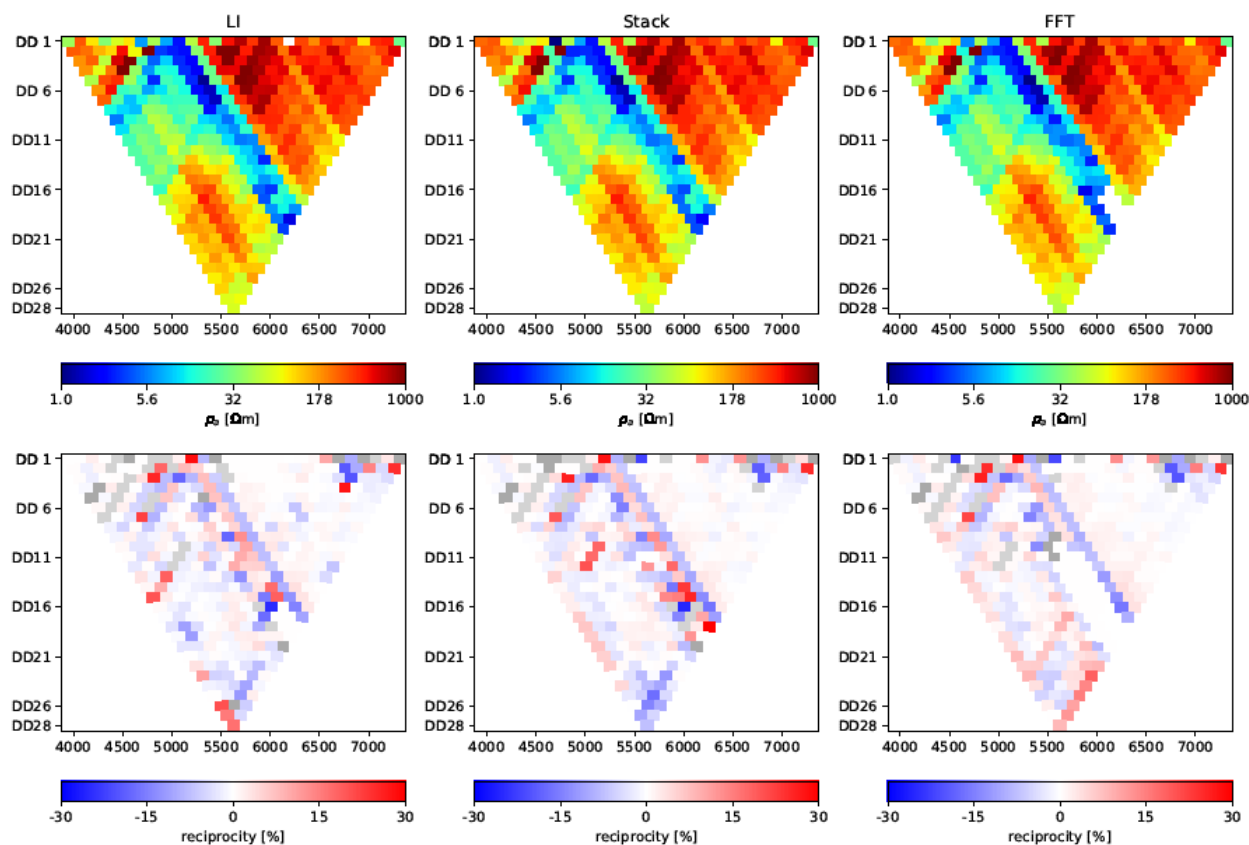 LI Stack FFT
DD 1 DD 1 DD 1
DD 6 DD 6 DD 6
DD11 DD11 DD11
DD16 DD16 DD16
DD21 DD21 DD21
DD26 DD26 DD26
DD28 DD28 DD28
4000 4500 5000 5500 6000 6500 7000 4000 4500 5000 5500 6000 6500 7000 4000 4500 5000 5500 6000 6500 7000
1.0 5.6 32 178 1000 1.0 5.6 32 178 1000 1.0 5.6 32 178 1000
ρₐ [Ωm] ρₐ [Ωm] ρₐ [Ωm]
DD 1 DD 1 DD 1
DD 6 DD 6 DD 6
DD11 DD11 DD11
DD16 DD16 DD16
DD21 DD21 DD21
DD26 DD26 DD26
DD28 DD28 DD28
4000 4500 5000 5500 6000 6500 7000 4000 4500 5000 5500 6000 6500 7000 4000 4500 5000 5500 6000 6500 7000
-30 -15 0 15 30 -30 -15 0 15 30 -30 -15 0 15 30
reciprocity [%] reciprocity [%] reciprocity [%]